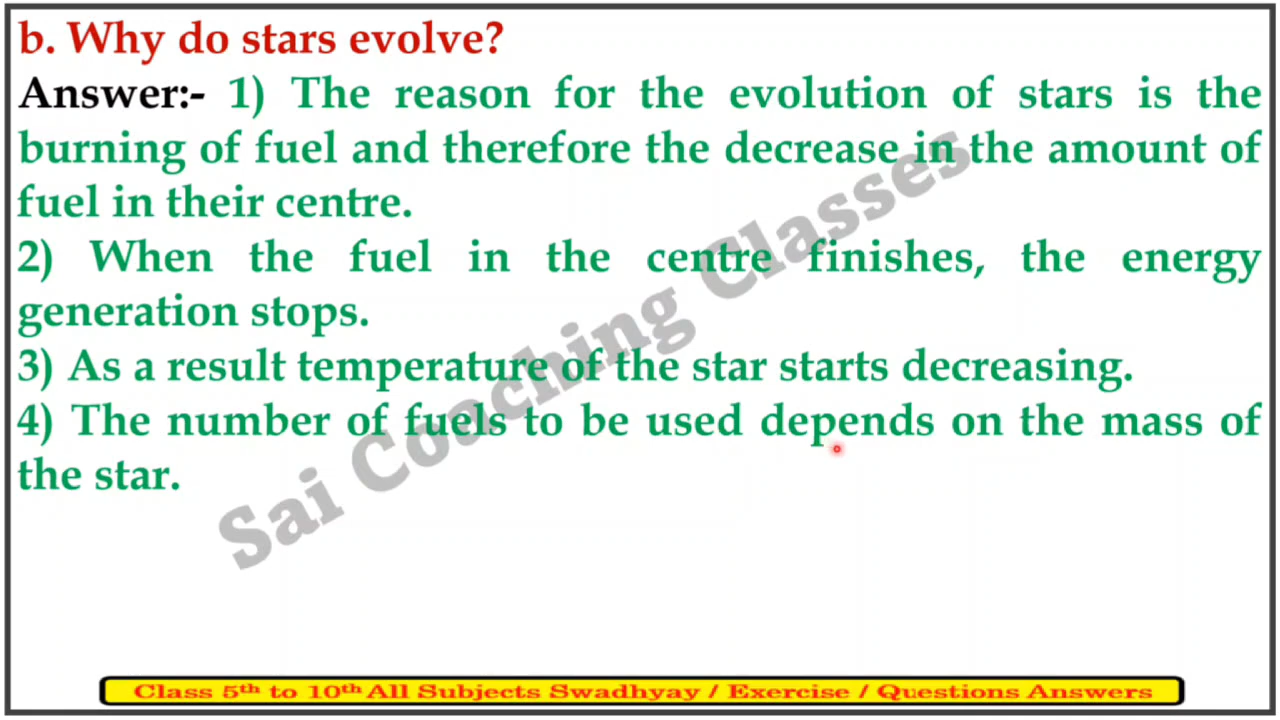 b. Why do stars evolve?
Answer:- 1) The reason for the evolution of stars is the
burning of fuel and therefore the decrease in the amount of
fuel in their centre.
2) When the fuel in the centre finishes, the energy
generation stops.
3) As a result temperature of the star starts decreasing.
4) The number of fuels to be used depends on the mass of
the star.
Sai Coaching Classes
Class 5th to 10th All Subjects Swadhyay / Exercise / Questions Answers